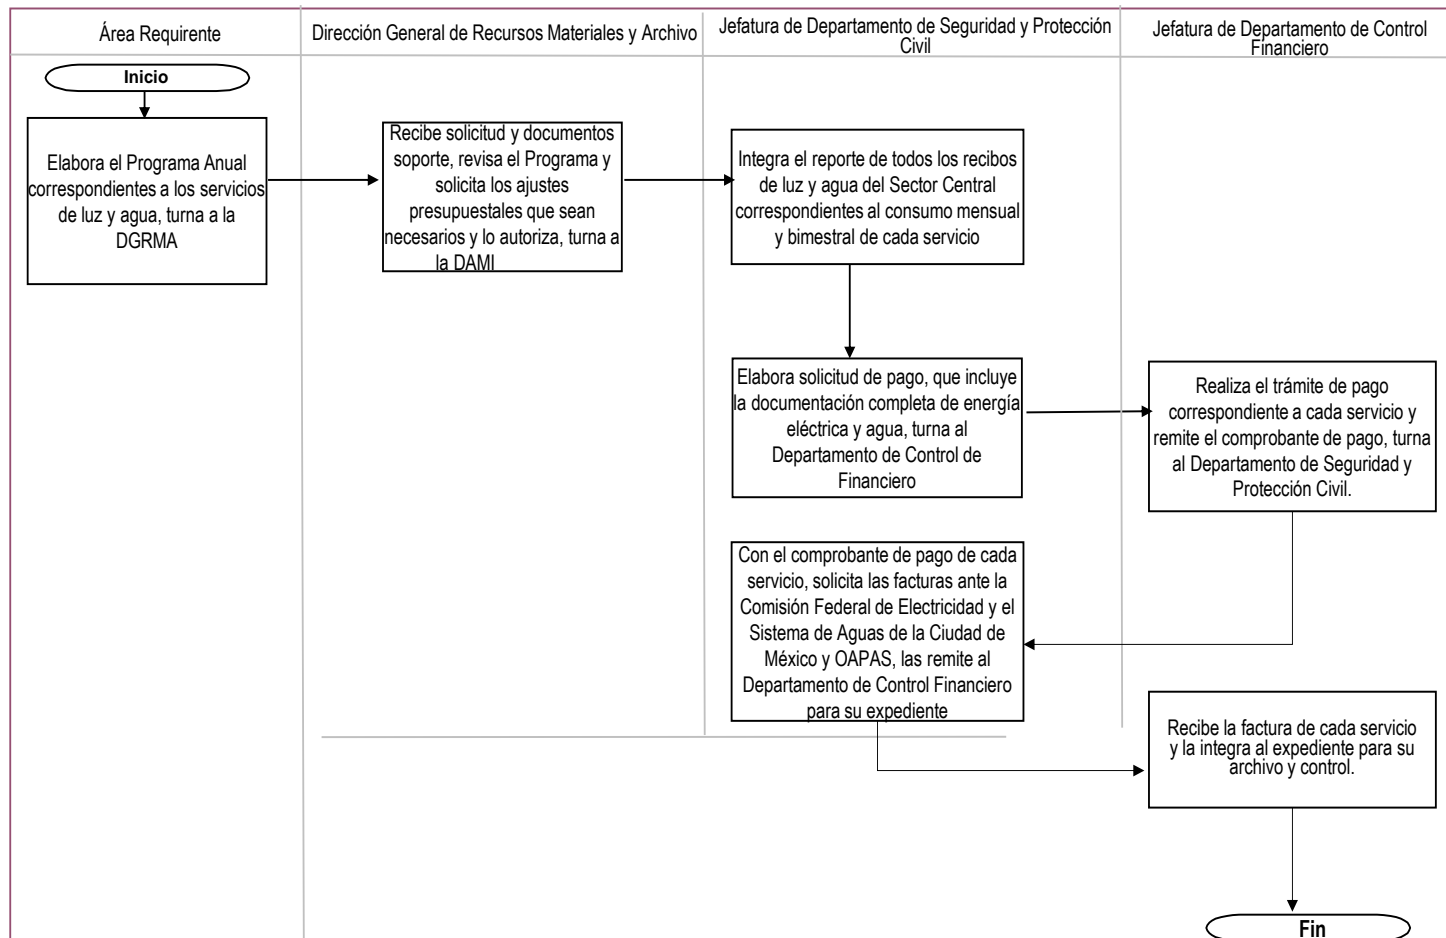 Área Requirente
Dirección General de Recursos Materiales y Archivo
Jefatura de Departamento de Seguridad y Protección
Civil
Jefatura de Departamento de Control
Financiero
Inicio
Elabora el Programa Anual
correspondientes a los servicios
de luz y agua, turna a la
DGRMA
Recibe solicitud y documentos
soporte, revisa el Programa y
solicita los ajustes
presupuestales que sean
necesarios y lo autoriza, turna a
la DAMI
Integra el reporte de todos los recibos
de luz y agua del Sector Central
correspondientes al consumo mensual
y bimestral de cada servicio
Elabora solicitud de pago, que incluye
la documentación completa de energía
eléctrica y agua, turna al
Departamento de Control de
Financiero
Realiza el trámite de pago
correspondiente a cada servicio y
remite el comprobante de pago, turna
al Departamento de Seguridad y
Protección Civil.
Con el comprobante de pago de cada
servicio, solicita las facturas ante la
Comisión Federal de Electricidad y el
Sistema de Aguas de la Ciudad de
México y OAPAS, las remite al
Departamento de Control Financiero
para su expediente
Recibe la factura de cada servicio
y la integra al expediente para su
archivo y control.
Fin